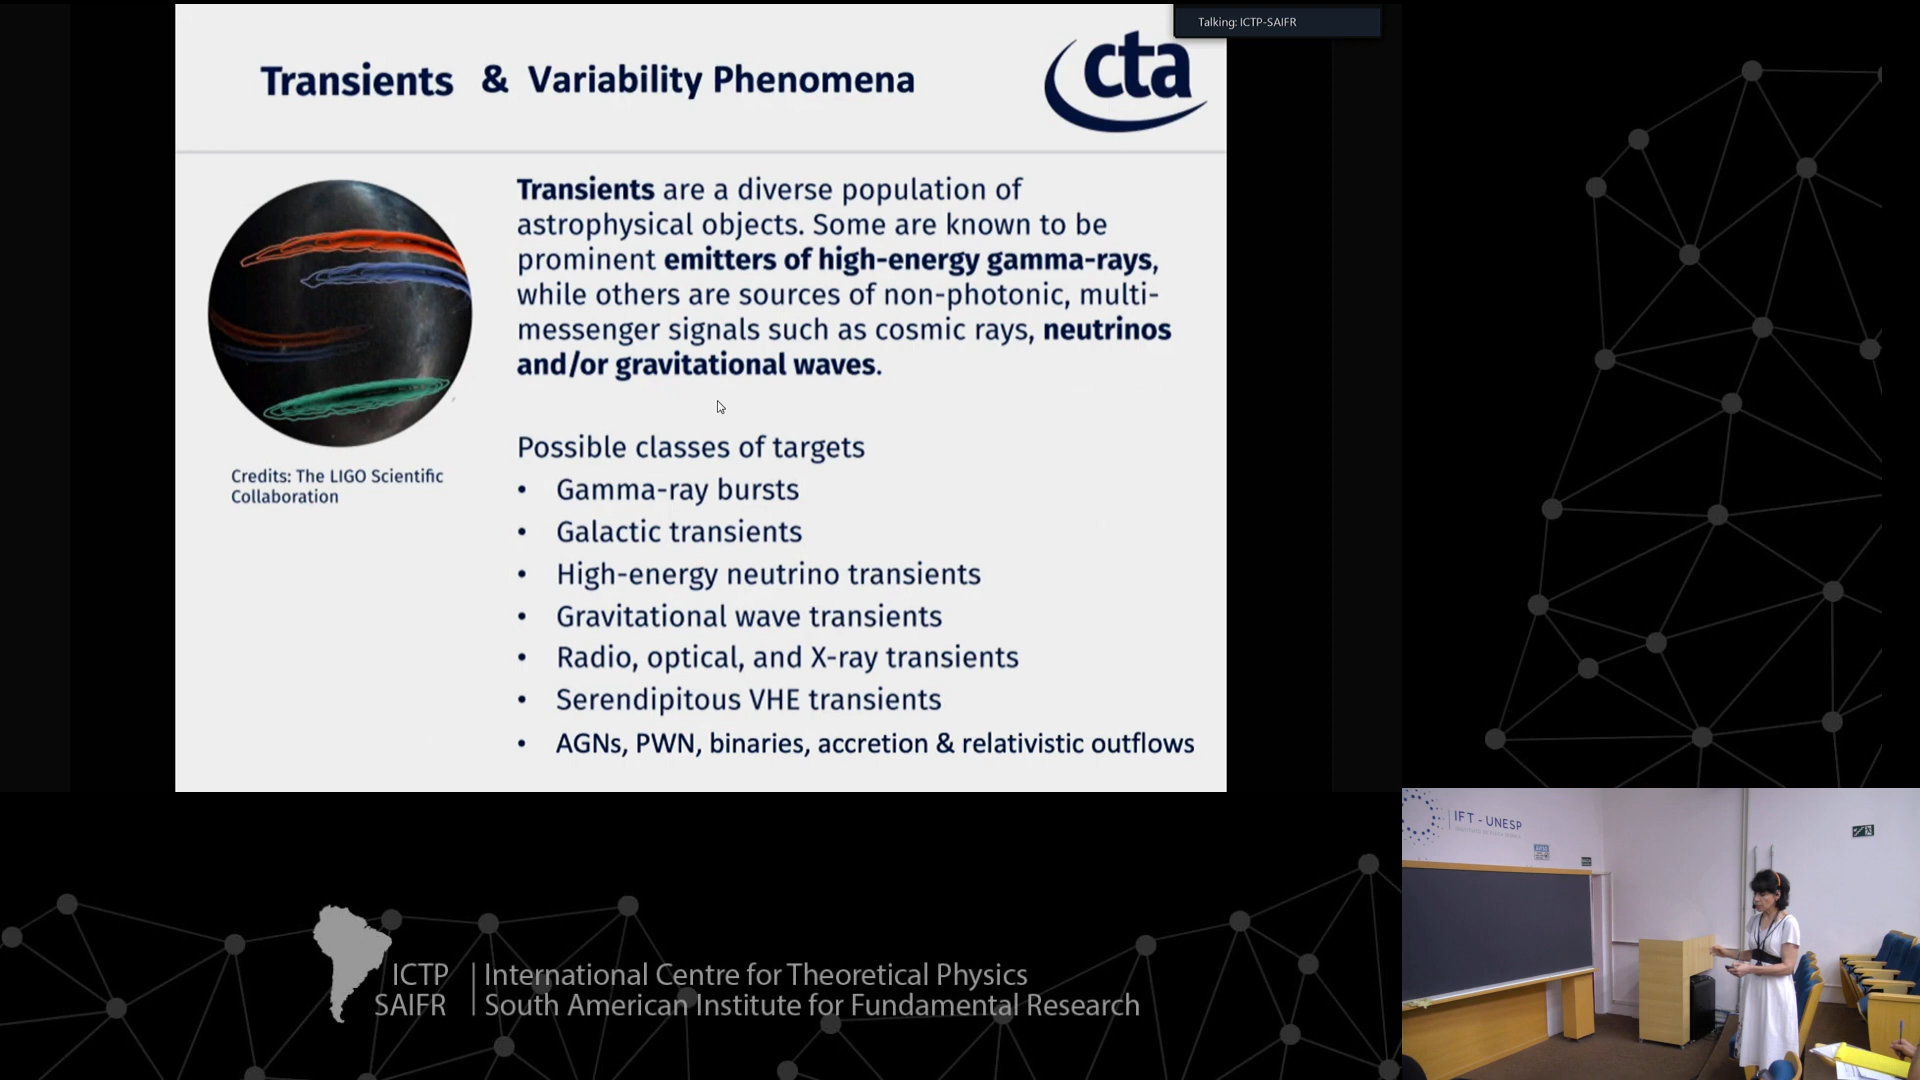 Talking: ICTP-SAIFR
cta
Transients & Variability Phenomena
Transients are a diverse population of
astrophysical objects. Some are known to be
prominent emitters of high-energy gamma-rays,
while others are sources of non-photonic, multi-
messenger signals such as cosmic rays, neutrinos
and/or gravitational waves.
Credits: The LIGO Scientific
Collaboration
Possible classes of targets
• Gamma-ray bursts
• Galactic transients
• High-energy neutrino transients
• Gravitational wave transients
• Radio, optical, and X-ray transients
• Serendipitous VHE transients
• AGNs, PWN, binaries, accretion & relativistic outflows
IFT - UNESP
ICTP | International Centre for Theoretical Physics
SAIFR | South American Institute for Fundamental Research